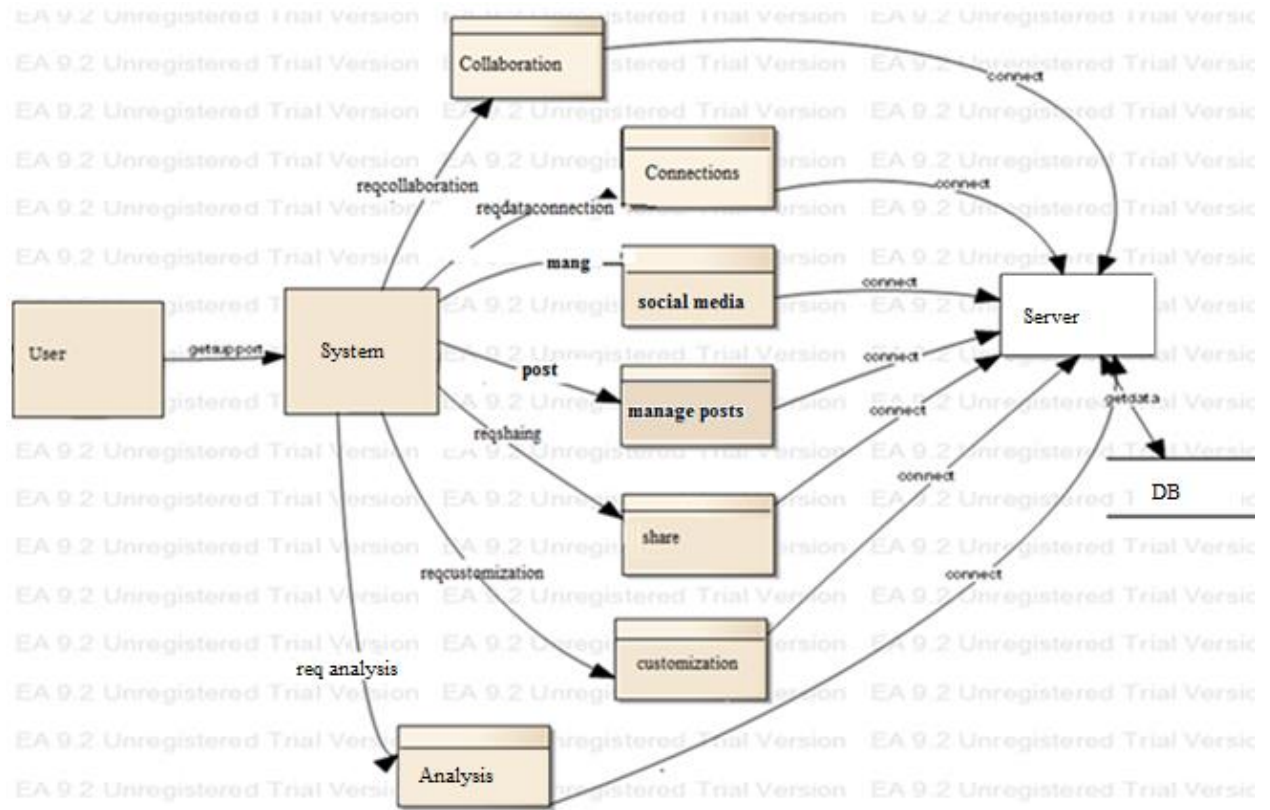 EA 9.2 Unregistered Trial Version
Collaboration
connect
reqcollaboration
Connections
connect
reqdataconnection
mang
social media
connect
Server
User
getsupport
System
post
manage posts
connect
getdata
reqshaing
connect
DB
share
connect
reqcustomization
customization
connect
req analysis
Analysis